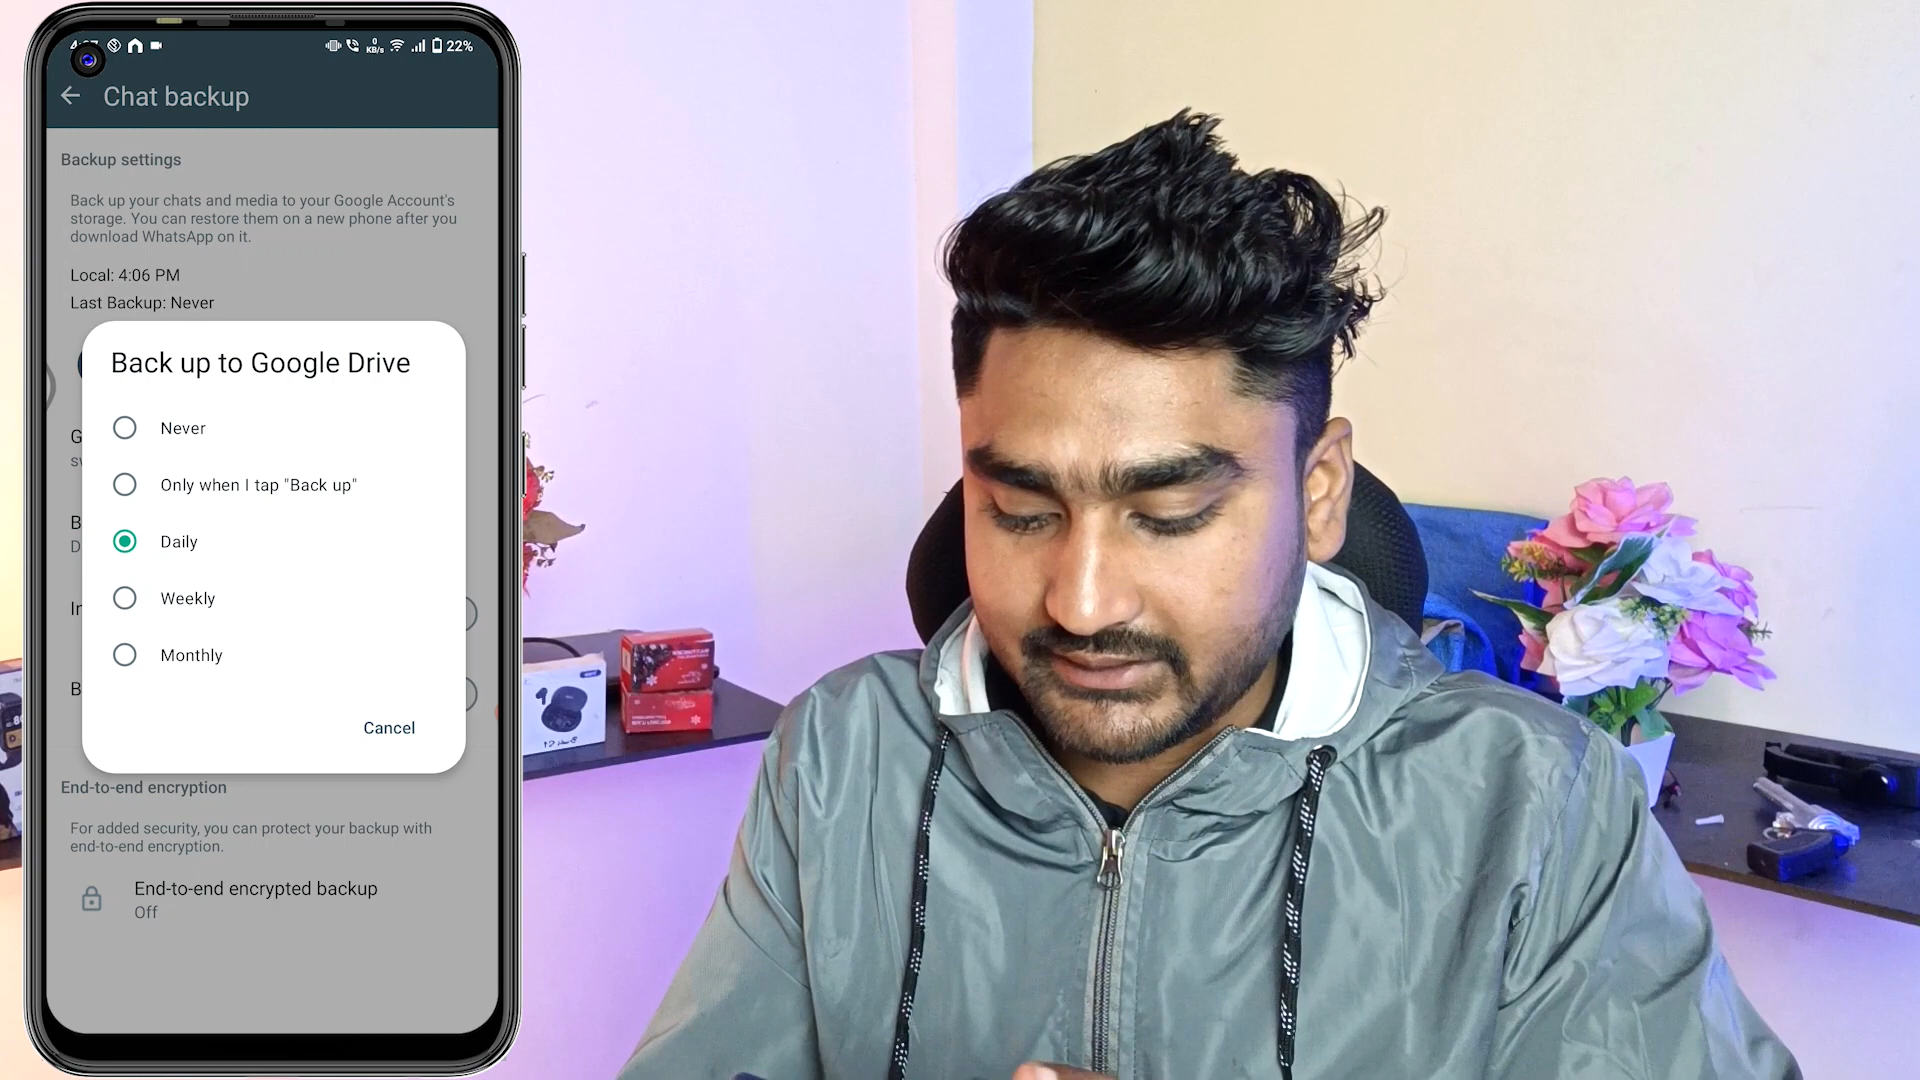 22%
0
KB/s
Chat backup
Backup settings
Back up your chats and media to your Google Account's
storage. You can restore them on a new phone after you
download WhatsApp on it.
Local: 4:06 PM
Last Backup: Never
Back up to Google Drive
Never
Only when I tap "Back up"
Daily
Weekly
Monthly
Cancel
End-to-end encryption
For added security, you can protect your backup with
end-to-end encryption.
End-to-end encrypted backup
Off